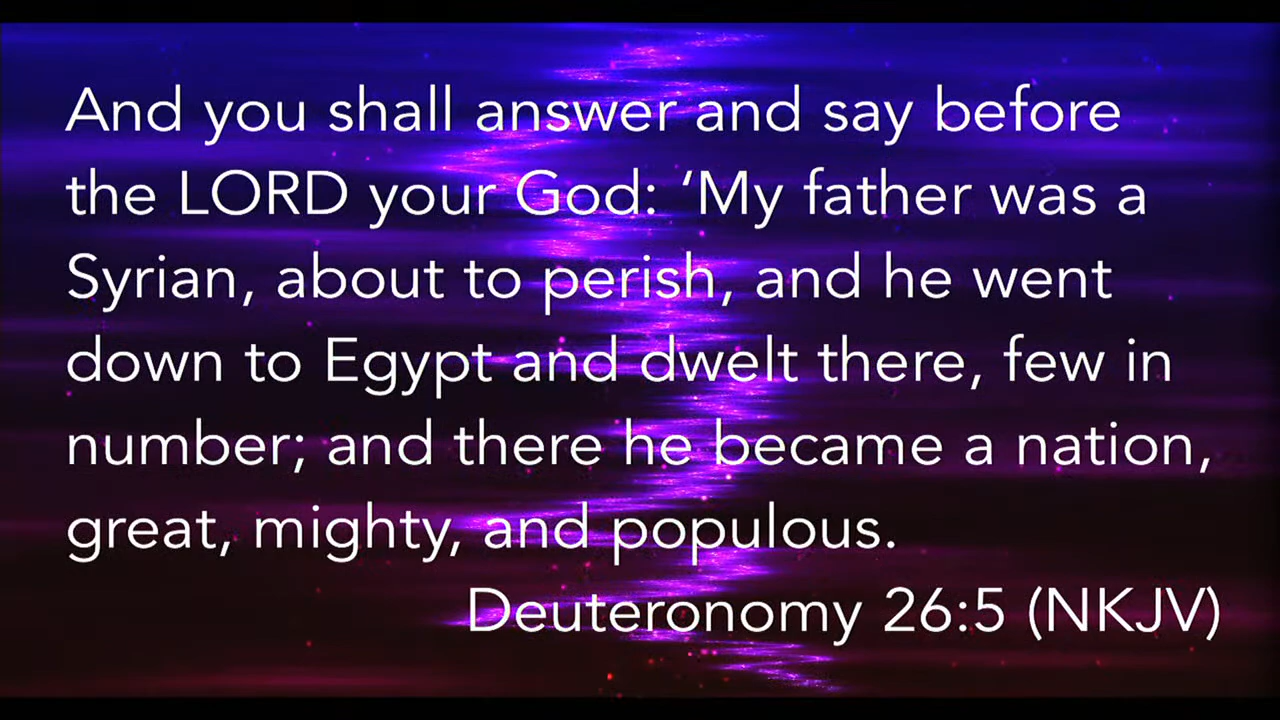 And you shall answer and say before
the LORD your God: ‘My father was a
Syrian, about to perish, and he went
down to Egypt and dwelt there, few in
number; and there he became a nation,
great, mighty, and populous.
Deuteronomy 26:5 (NKJV)